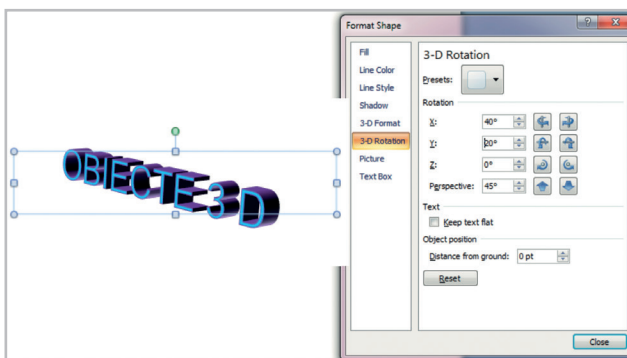 OBIECTE 3 D
Format Shape
Fill
Line Color
Line Style
Shadow
3-D Format
3-D Rotation
Picture
Text Box
3-D Rotation
Presets:
Rotation
X: 40°
Y: 20°
Z: 0°
Perspective: 45°
Text
Keep text flat
Object position
Distance from ground: 0 pt
Reset
Close